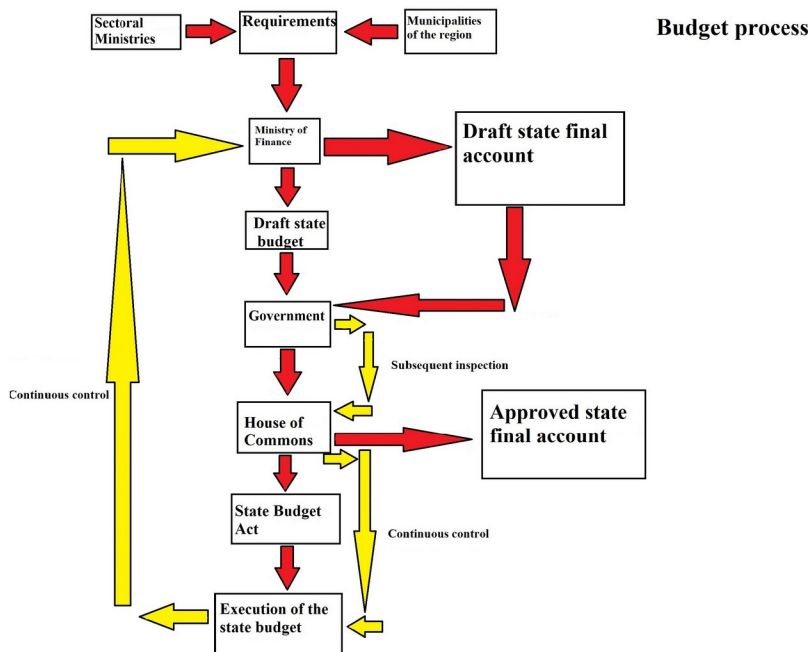 Budget process
Sectoral
Ministries
Requirements
Municipalities
of the region
Ministry of
Finance
Draft state final
account
Draft state
budget
Government
Subsequent inspection
Continuous control
House of
Commons
Approved state
final account
State Budget
Act
Continuous control
Execution of the
state budget